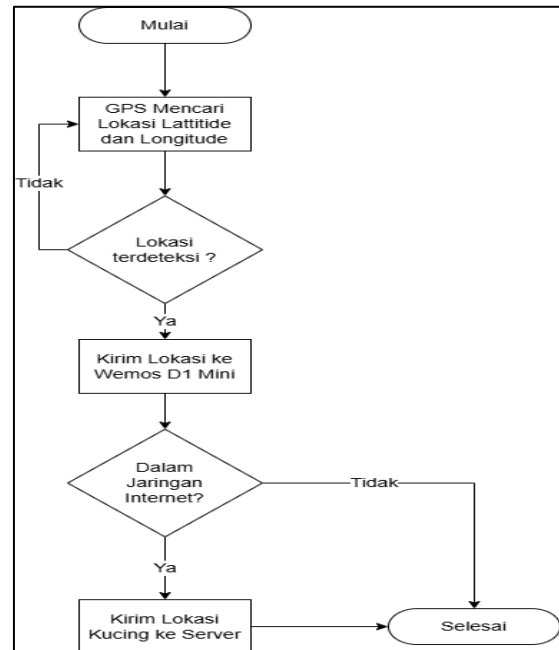 Mulai
GPS Mencari
Lokasi Lattitide
dan Longitude
Tidak
Lokasi
terdeteksi ?
Ya
Kirim Lokasi ke
Wemos D1 Mini
Dalam
Jaringan
Internet?
Tidak
Ya
Kirim Lokasi
Kucing ke Server
Selesai